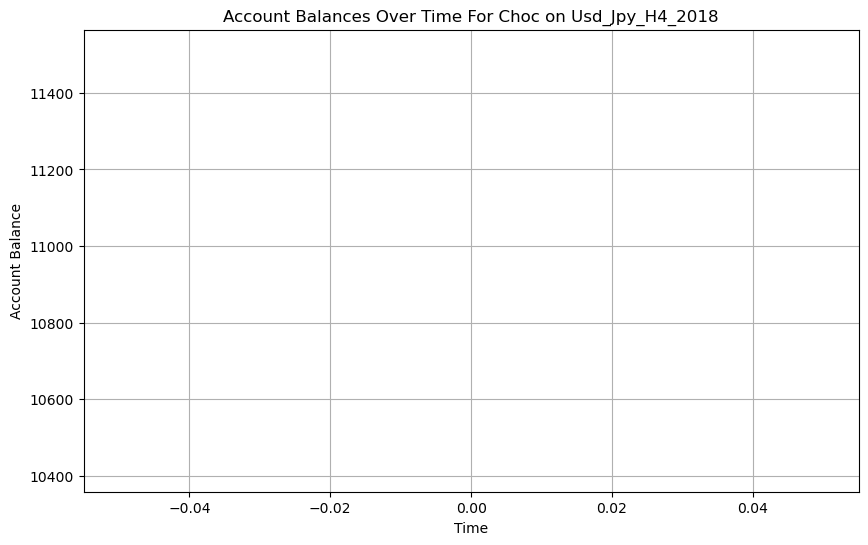 Account Balances Over Time For Choc on Usd_Jpy_H4_2018
11400
11200
11000
10800
10600
10400
Account Balance
−0.04 −0.02 0.00 0.02 0.04
Time